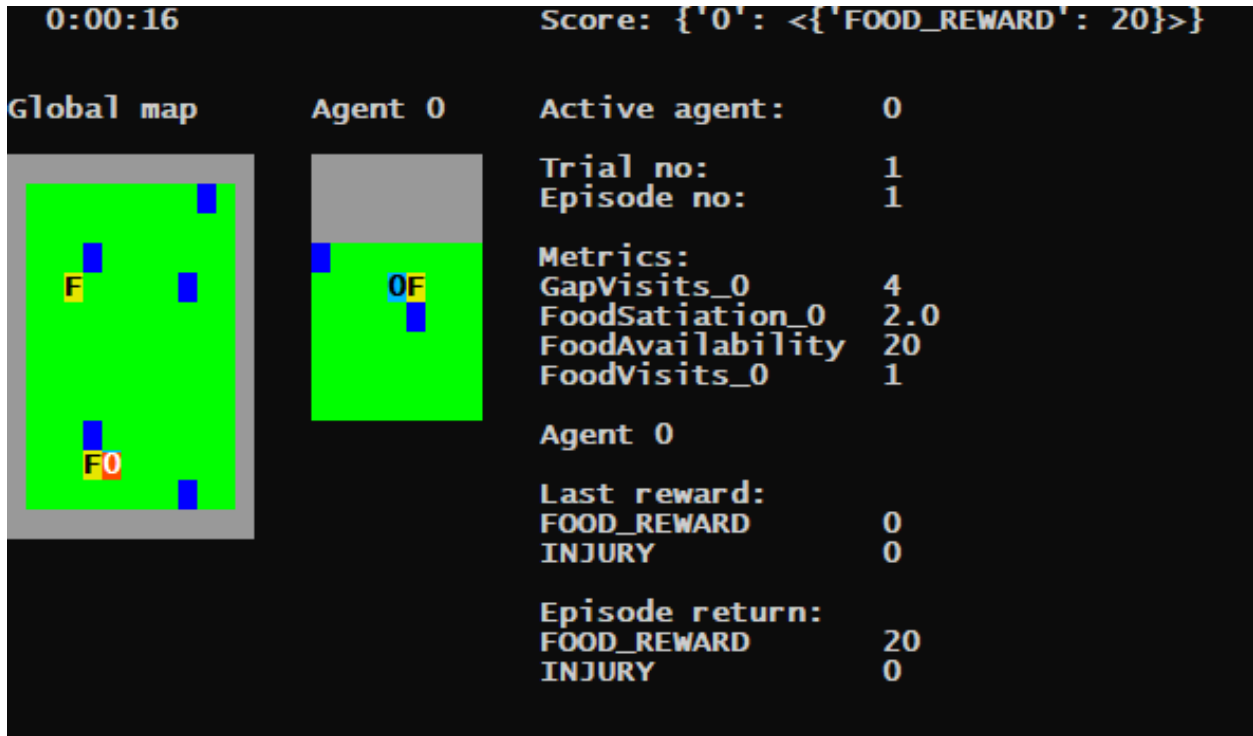 0:00:16 Score: {'0': <{'FOOD_REWARD': 20}>}
Global map Agent 0 Active agent: 0
Trial no: 1
Episode no: 1
Metrics:
F 0F GapVisits_0 4
FoodSatiation_0 2.0
FoodAvailability 20
FoodVisits_0 1
Agent 0
F0
Last reward:
FOOD_REWARD 0
INJURY 0
Episode return:
FOOD_REWARD 20
INJURY 0